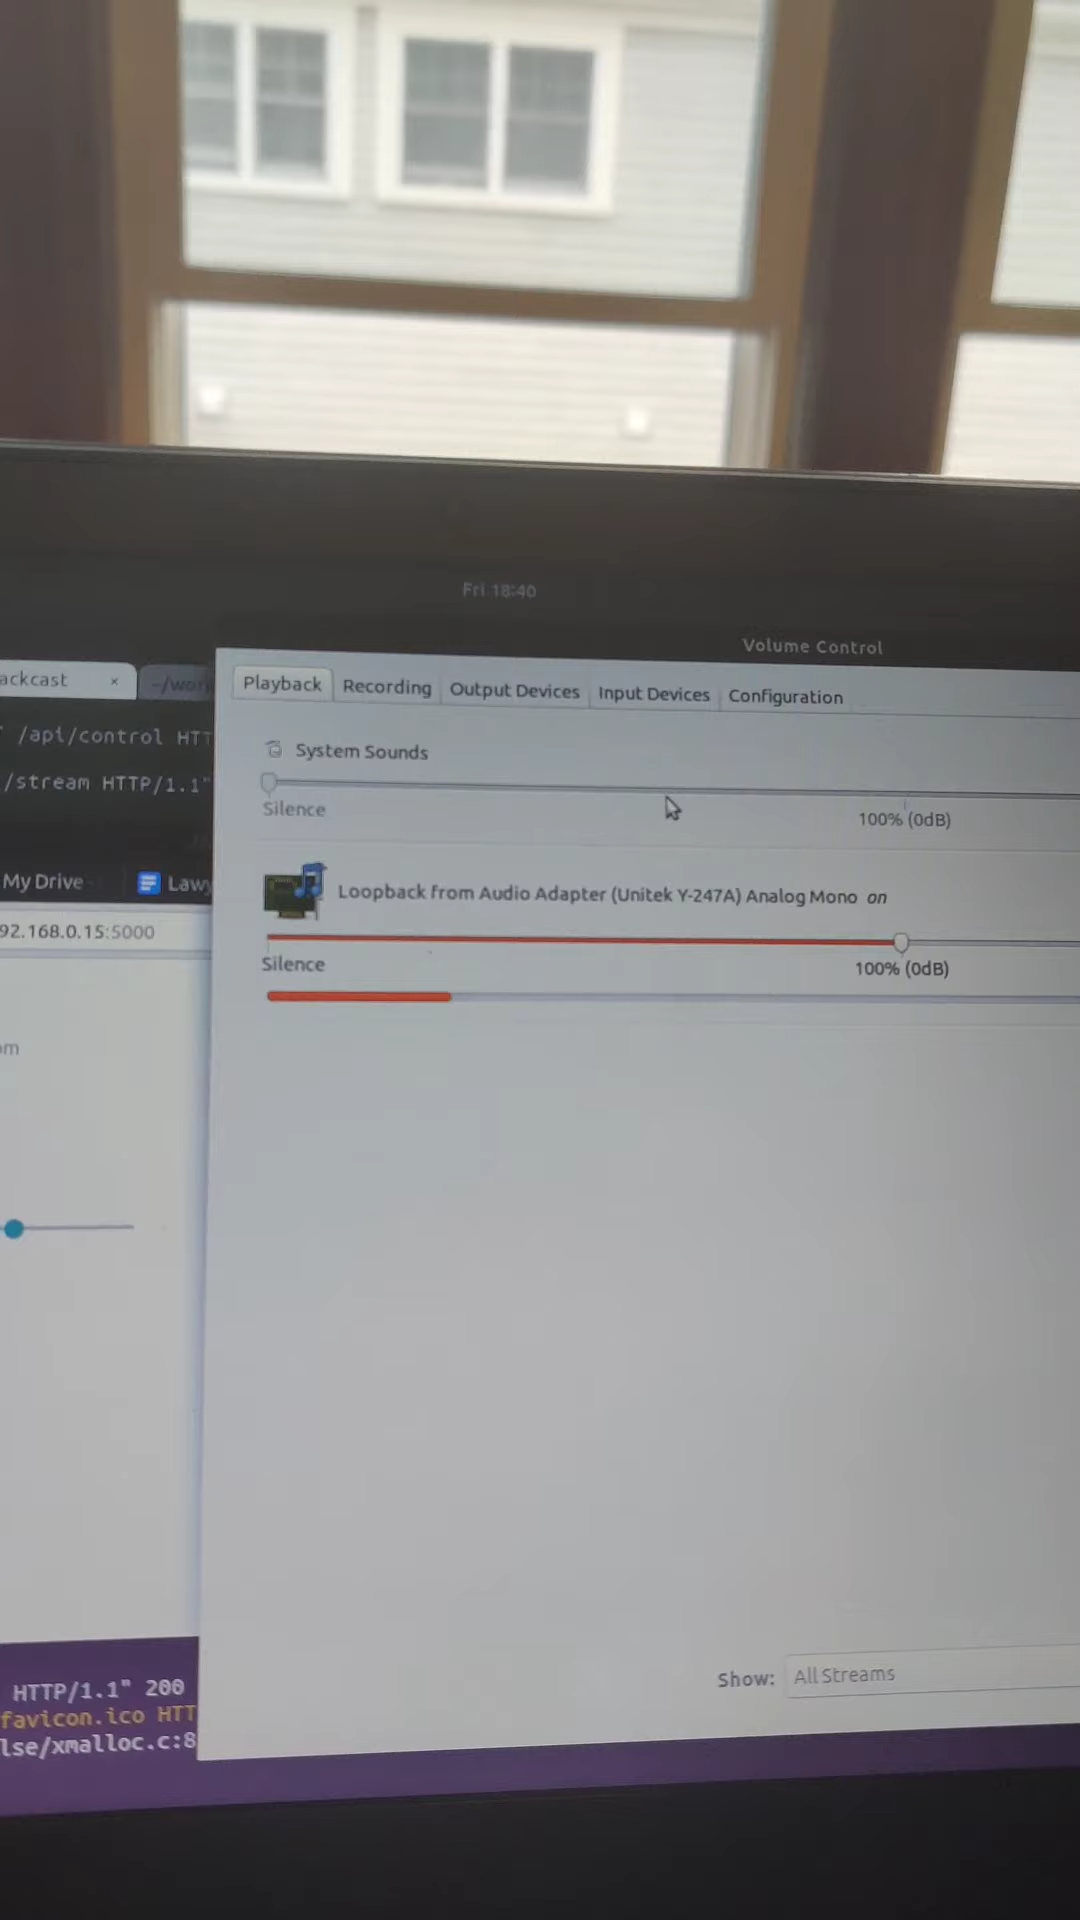 Fri 18:40
Volume Control
ackcast ×
~/wor
Playback Recording Output Devices Input Devices Configuration
/api/control HTT
/stream HTTP/1.1"
System Sounds
Silence 100% (0dB)
My Drive
Lawy
Loopback from Audio Adapter (Unitek Y-247A) Analog Mono on
92.168.0.15:5000
Silence 100% (0dB)
om
Show: All Streams
HTTP/1.1" 200
favicon.ico HTT
lse/xmalloc.c:8